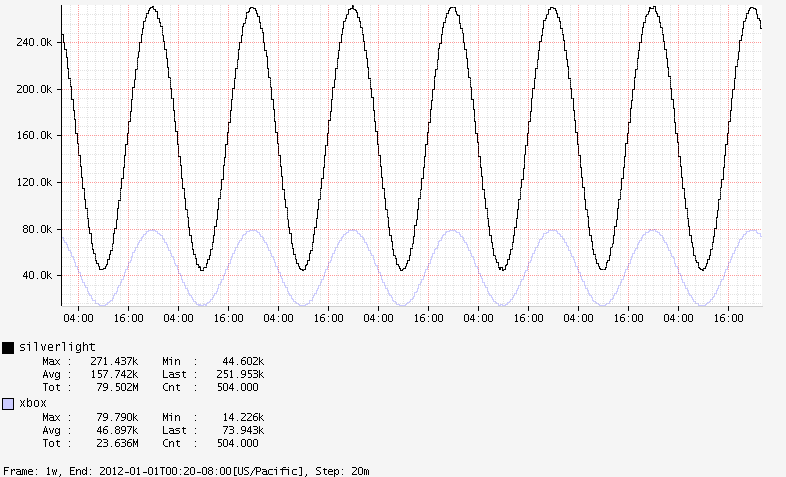 240.0k
200.0k
160.0k
120.0k
80.0k
40.0k
04:00 16:00 04:00 16:00 04:00 16:00 04:00 16:00 04:00 16:00 04:00 16:00 04:00 16:00
silverlight
Max : 271.437k Min : 44.602k
Avg : 157.742k Last : 251.953k
Tot : 79.502M Cnt : 504.000
xbox
Max : 79.790k Min : 14.226k
Avg : 46.897k Last : 73.943k
Tot : 23.636M Cnt : 504.000
Frame: 1w, End: 2012-01-01T00:20-08:00[US/Pacific], Step: 20m